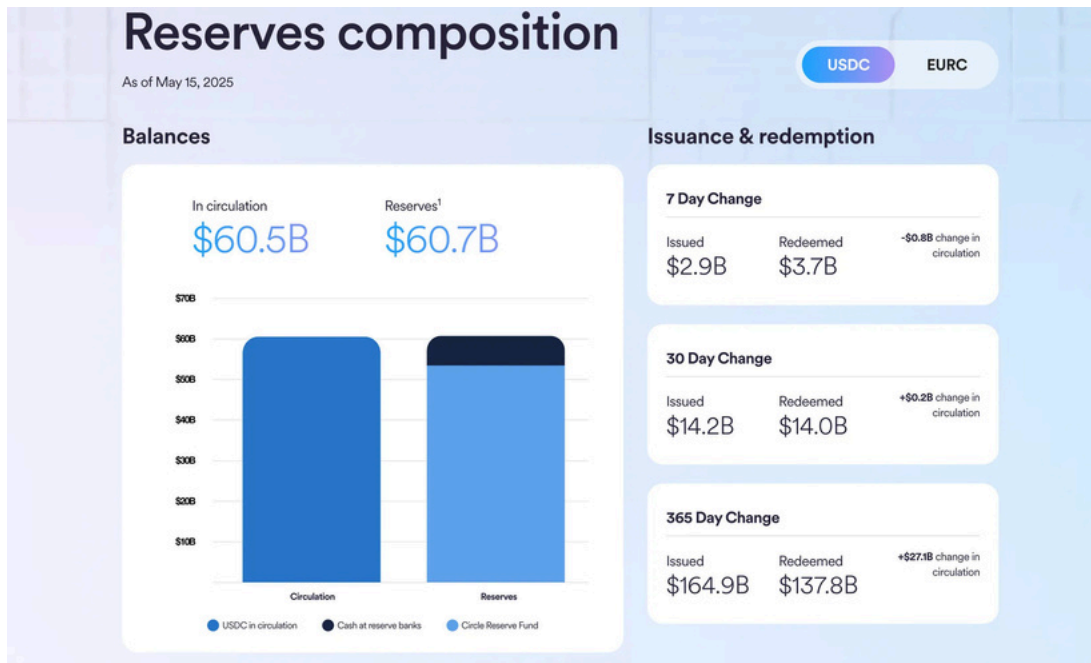 Reserves composition
As of May 15, 2025
USDC
EURC
Balances
In circulation
$60.5B
Reserves¹
$60.7B
$70B
$60B
$50B
$40B
$30B
$20B
$10B
Circulation
Reserves
USDC in circulation
Cash at reserve banks
Circle Reserve Fund
Issuance & redemption
7 Day Change
Issued
$2.9B
Redeemed
$3.7B
-$0.8B change in
circulation
30 Day Change
Issued
$14.2B
Redeemed
$14.0B
+$0.2B change in
circulation
365 Day Change
Issued
$164.9B
Redeemed
$137.8B
+$27.1B change in
circulation